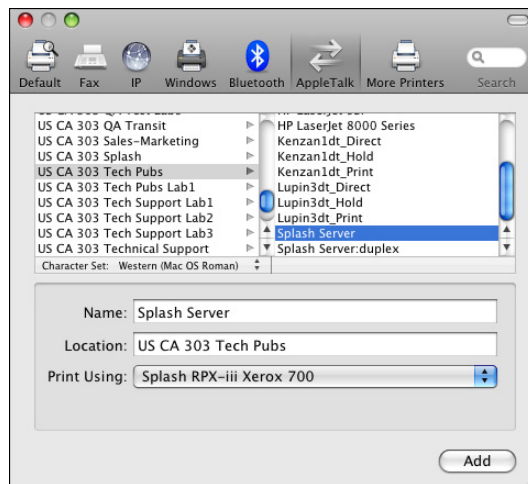 Default Fax IP Windows Bluetooth AppleTalk More Printers Search
US CA 303 QA Transit
US CA 303 Sales-Marketing
US CA 303 Splash
US CA 303 Tech Pubs
US CA 303 Tech Pubs Lab1
US CA 303 Tech Support Lab1
US CA 303 Tech Support Lab2
US CA 303 Tech Support Lab3
US CA 303 Technical Support
HP LaserJet 8000 Series
Kenzan1dt_Direct
Kenzan1dt_Hold
Kenzan1dt_Print
Lupin3dt_Direct
Lupin3dt_Hold
Lupin3dt_Print
Splash Server
Splash Server:duplex
Character Set: Western (Mac OS Roman)
Name: Splash Server
Location: US CA 303 Tech Pubs
Print Using: Splash RPX-iii Xerox 700
Add